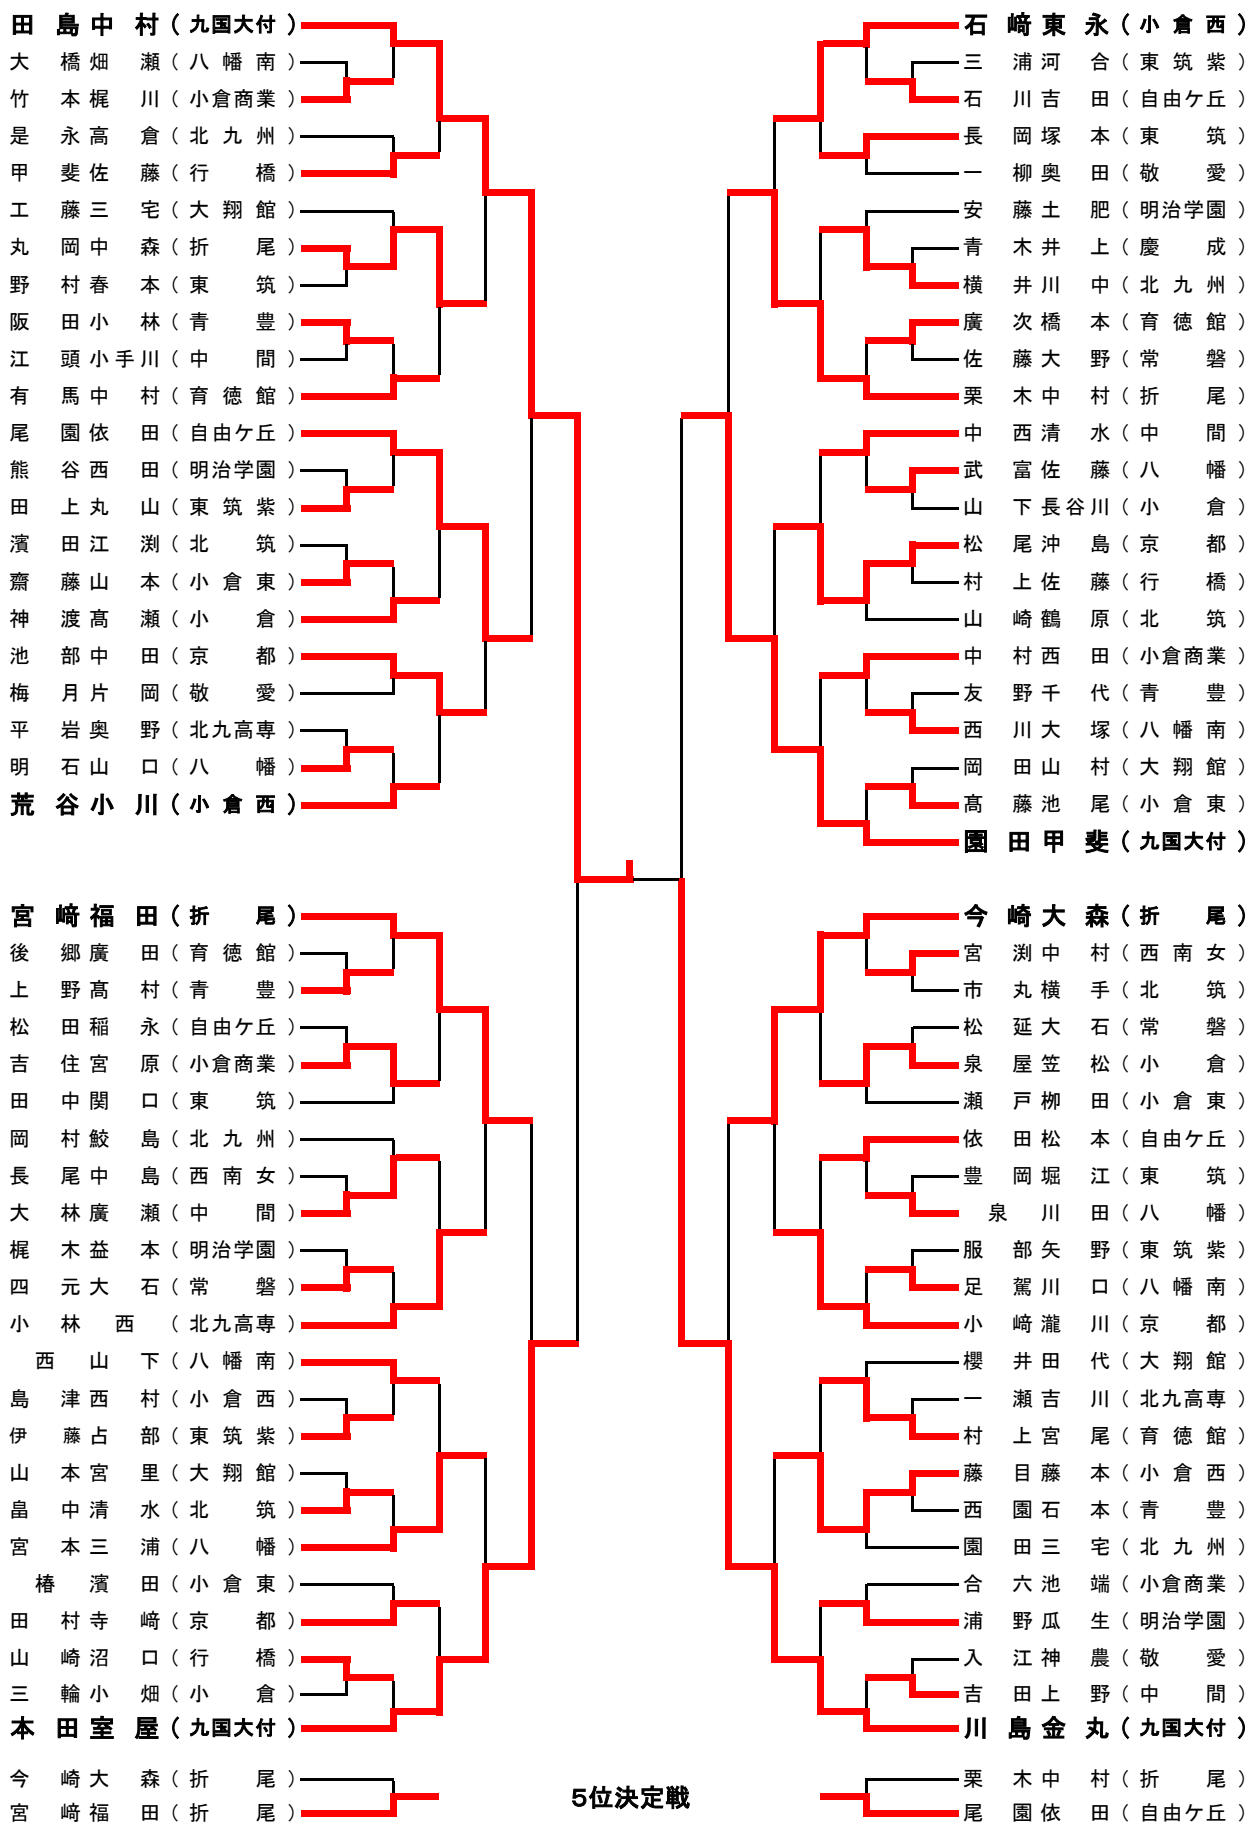 田島中村(九国大付)
大橋畑瀬(八幡南)
竹本梶川(小倉商業)
是永高倉(北九州)
甲斐佐藤(行橋)
工藤三宅(大翔館)
丸岡中森(折尾)
野村春本(東筑)
阪田小林(青豊)
江頭小手川(中間)
有馬中村(育徳館)
尾園依田(自由ケ丘)
熊谷西田(明治学園)
田上丸山(東筑紫)
濱田江渕(北筑)
齋藤山本(小倉東)
神渡髙瀬(小倉)
池部中田(京都)
梅月片岡(敬愛)
平岩奥野(北九高専)
明石山口(八幡)
荒谷小川(小倉西)
宮﨑福田(折尾)
後郷廣田(育徳館)
上野髙村(青豊)
松田稲永(自由ケ丘)
吉住宮原(小倉商業)
田中関口(東筑)
岡村鮫島(北九州)
長尾中島(西南女)
大林廣瀬(中間)
梶木益本(明治学園)
四元大石(常磐)
小林西(北九高専)
西山下(八幡南)
島津西村(小倉西)
伊藤占部(東筑紫)
山本宮里(大翔館)
畠中清水(北筑)
宮本三浦(八幡)
椿濱田(小倉東)
田村寺﨑(京都)
山崎沼口(行橋)
三輪小畑(小倉)
本田室屋(九国大付)
今崎大森(折尾)
宮﨑福田(折尾)
石﨑東永(小倉西)
三浦河合(東筑紫)
石川吉田(自由ケ丘)
長岡塚本(東筑)
一柳奥田(敬愛)
安藤土肥(明治学園)
青木井上(慶成)
横井川中(北九州)
廣次橋本(育徳館)
佐藤大野(常磐)
栗木中村(折尾)
中西清水(中間)
武富佐藤(八幡)
山下長谷川(小倉)
松尾沖島(京都)
村上佐藤(行橋)
山崎鶴原(北筑)
中村西田(小倉商業)
友野千代(青豊)
西川大塚(八幡南)
岡田山村(大翔館)
髙藤池尾(小倉東)
園田甲斐(九国大付)
今崎大森(折尾)
宮渕中村(西南女)
市丸横手(北筑)
松延大石(常磐)
泉屋笠松(小倉)
瀬戸栁田(小倉東)
依田松本(自由ケ丘)
豊岡堀江(東筑)
泉川田(八幡)
服部矢野(東筑紫)
足駕川口(八幡南)
小﨑瀧川(京都)
櫻井田代(大翔館)
一瀬吉川(北九高専)
村上宮尾(育徳館)
藤目藤本(小倉西)
西園石本(青豊)
園田三宅(北九州)
合六池端(小倉商業)
浦野瓜生(明治学園)
入江神農(敬愛)
吉田上野(中間)
川島金丸(九国大付)
5位決定戦
栗木中村(折尾)
尾園依田(自由ケ丘)